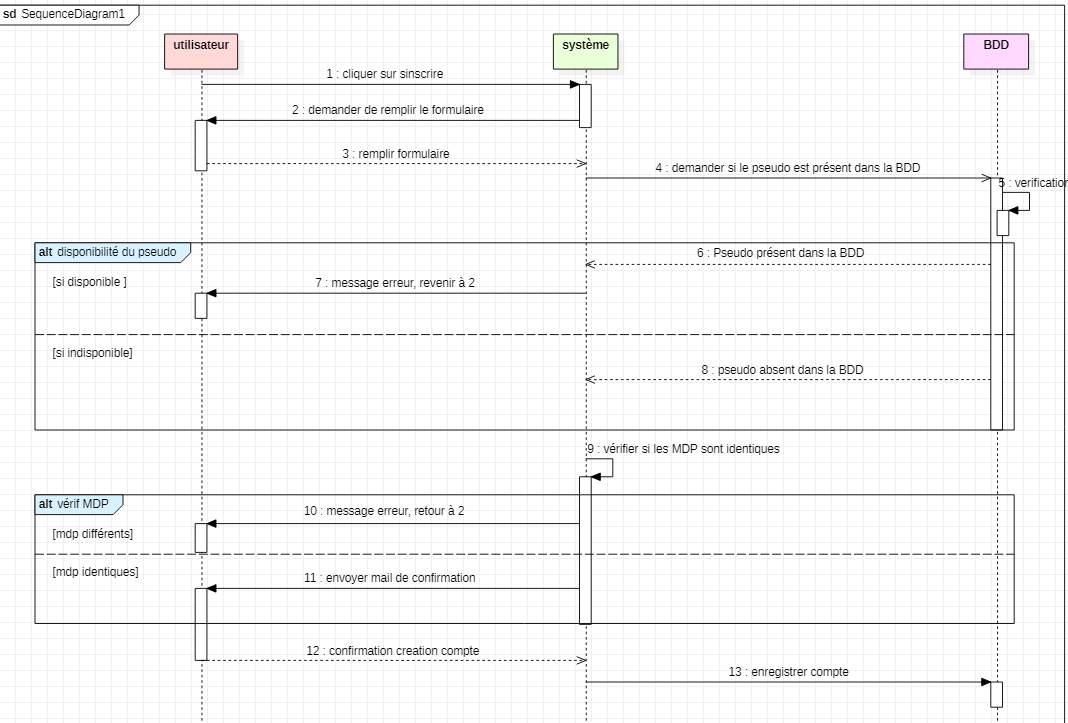 sd SequenceDiagram1
utilisateur
système
BDD
1 : cliquer sur sinscrire
2 : demander de remplir le formulaire
3 : remplir formulaire
4 : demander si le pseudo est présent dans la BDD
5 : verification
alt disponibilité du pseudo
6 : Pseudo présent dans la BDD
[si disponible ]
7 : message erreur, revenir à 2
[si indisponible]
8 : pseudo absent dans la BDD
9 : vérifier si les MDP sont identiques
alt vérif MDP
10 : message erreur, retour à 2
[mdp différents]
[mdp identiques]
11 : envoyer mail de confirmation
12 : confirmation creation compte
13 : enregistrer compte